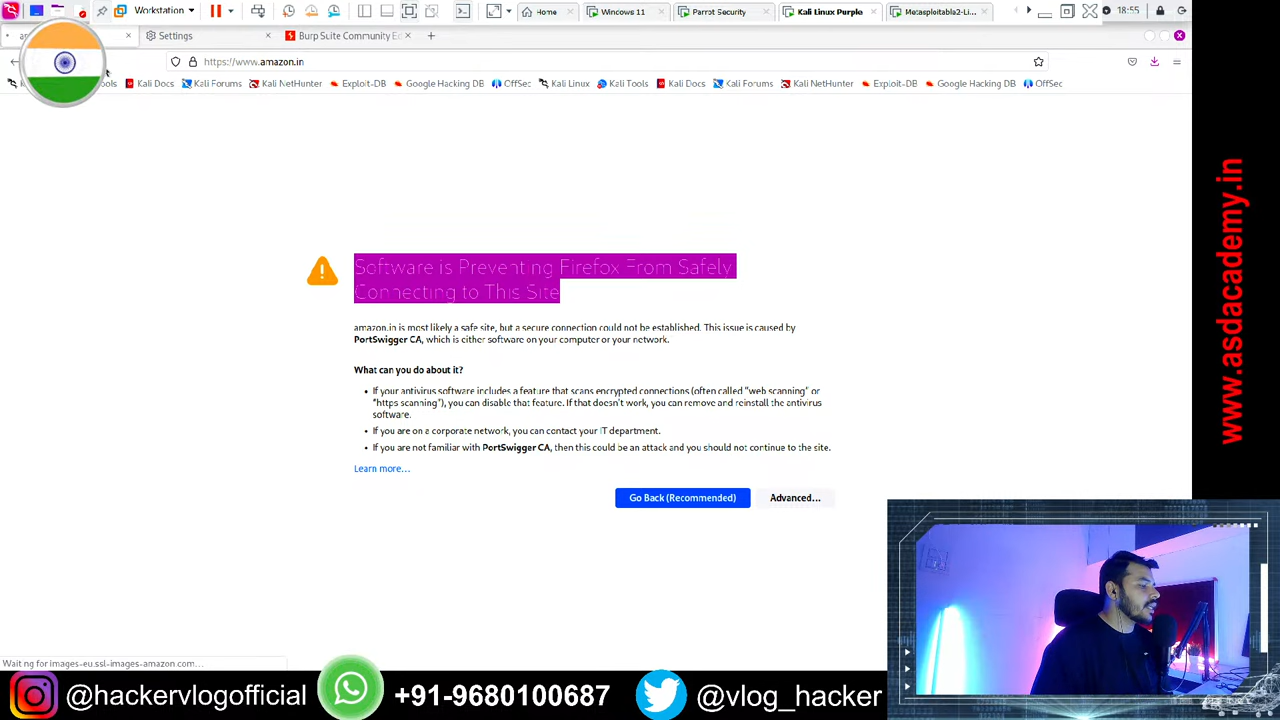 Workstation
Home
Windows 11
Parrot Security
Kali Linux Purple
Metasploitable2-Li...
18:55
Settings
Burp Suite Community Ed
https://www.amazon.in
Kali Docs
Kali Forums
Kali NetHunter
Exploit-DB
Google Hacking DB
OffSec
Kali Linux
Kali Tools
Kali Docs
Kali Forums
Kali NetHunter
Exploit-DB
Google Hacking DB
OffSec
Software is Preventing Firefox From Safely
Connecting to This Site
amazon.in is most likely a safe site, but a secure connection could not be established. This issue is caused by
PortSwigger CA, which is either software on your computer or your network.
What can you do about it?
If your antivirus software includes a feature that scans encrypted connections (often called "web scanning" or
"https scanning"), you can disable that feature. If that doesn't work, you can remove and reinstall the antivirus
software.
If you are on a corporate network, you can contact your IT department.
If you are not familiar with PortSwigger CA, then this could be an attack and you should not continue to the site.
Learn more...
Go Back (Recommended)
Advanced...
Waiting for images-eu.ssl-images-amazon.com...
www.asdacademy.in
@hackervlogofficial
+91-9680100687
@vlog_hacker